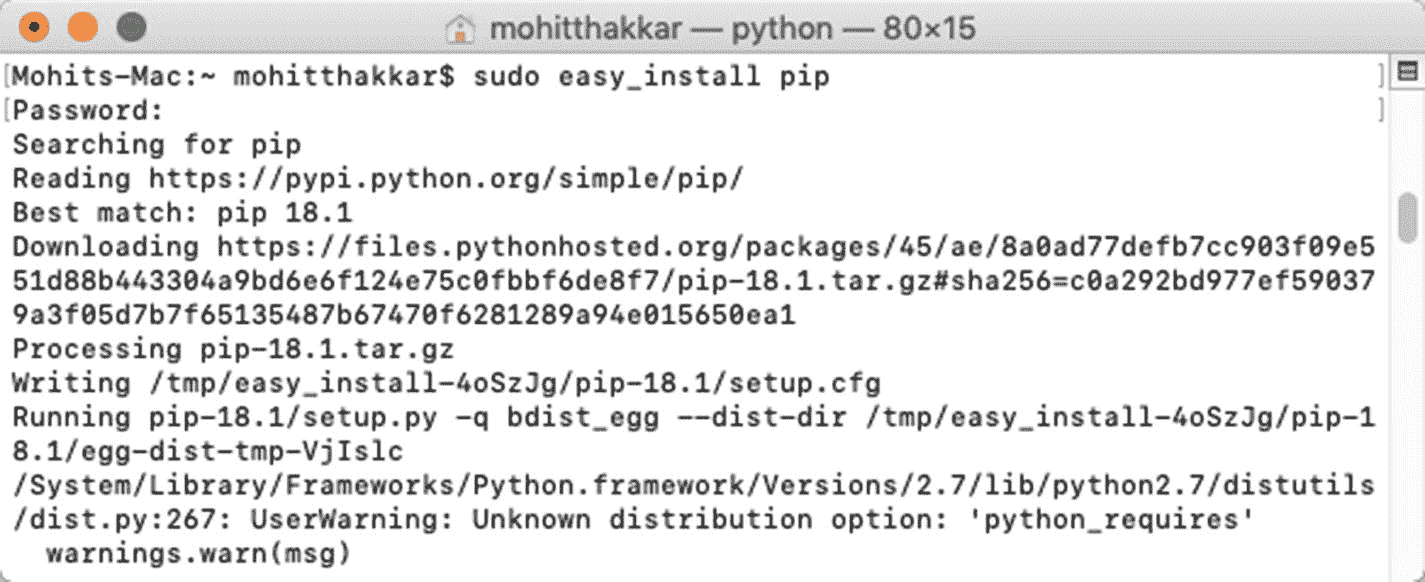 mohitthakkar — python — 80×15
[Mohits-Mac:~ mohitthakkar$ sudo easy_install pip ]
[Password: ]
Searching for pip
Reading https://pypi.python.org/simple/pip/
Best match: pip 18.1
Downloading https://files.pythonhosted.org/packages/45/ae/8a0ad77defb7cc903f09e5
51d88b443304a9bd6e6f124e75c0fbbf6de8f7/pip-18.1.tar.gz#sha256=c0a292bd977ef59037
9a3f05d7b7f65135487b67470f6281289a94e015650ea1
Processing pip-18.1.tar.gz
Writing /tmp/easy_install-4oSzJg/pip-18.1/setup.cfg
Running pip-18.1/setup.py -q bdist_egg --dist-dir /tmp/easy_install-4oSzJg/pip-1
8.1/egg-dist-tmp-VjIslc
/System/Library/Frameworks/Python.framework/Versions/2.7/lib/python2.7/distutils
/dist.py:267: UserWarning: Unknown distribution option: 'python_requires'
  warnings.warn(msg)